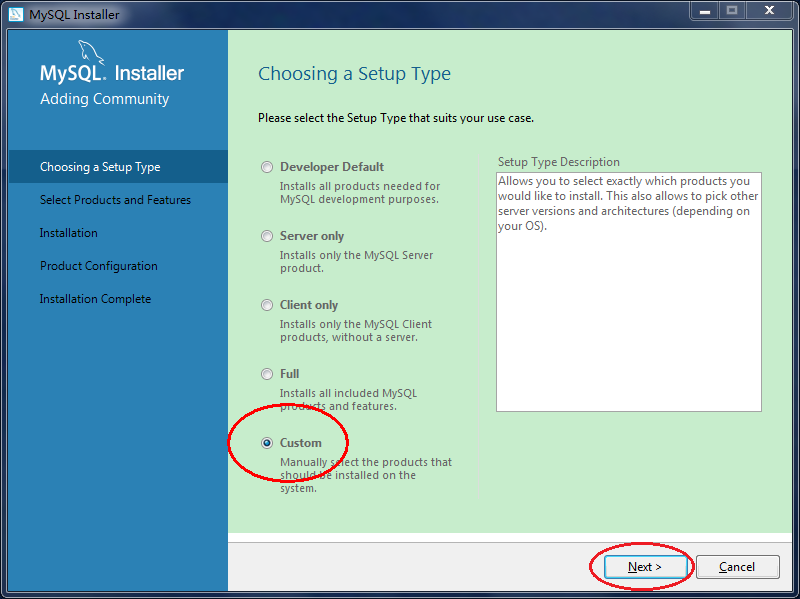 MySQL Installer
MySQL. Installer
Adding Community
Choosing a Setup Type
Select Products and Features
Installation
Product Configuration
Installation Complete
Choosing a Setup Type
Please select the Setup Type that suits your use case.
Developer Default
Installs all products needed for
MySQL development purposes.
Server only
Installs only the MySQL Server
product.
Client only
Installs only the MySQL Client
products, without a server.
Full
Installs all included MySQL
products and features.
Custom
Manually select the products that
should be installed on the
system.
Setup Type Description
Allows you to select exactly which products you
would like to install. This also allows to pick other
server versions and architectures (depending on
your OS).
Next >
Cancel